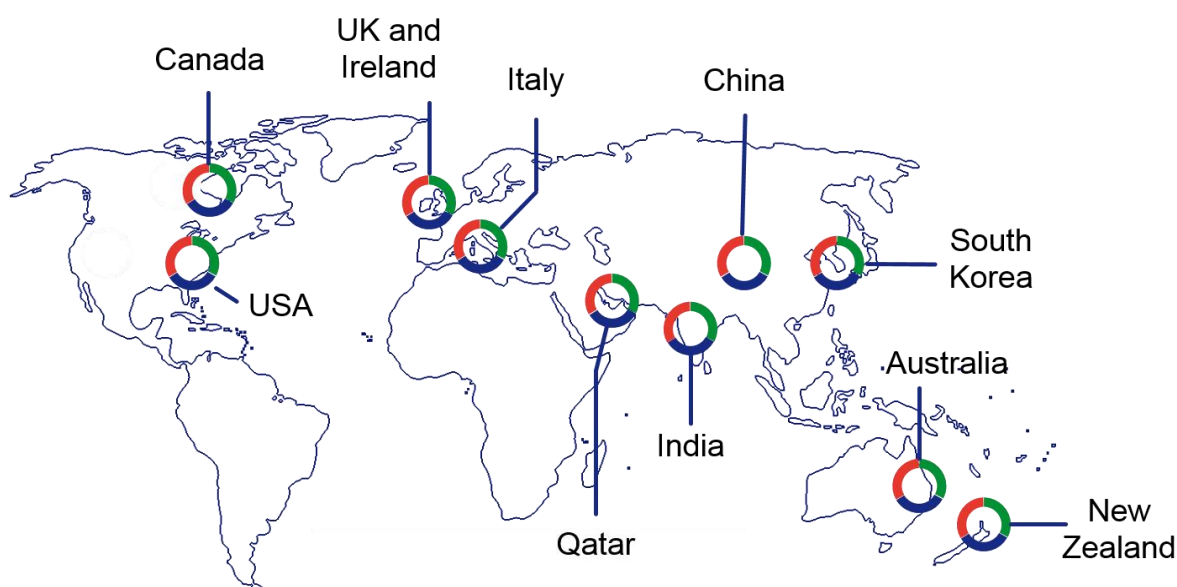 UK and
Ireland
Canada
Italy
China
South
Korea
USA
Australia
India
New
Zealand
Qatar